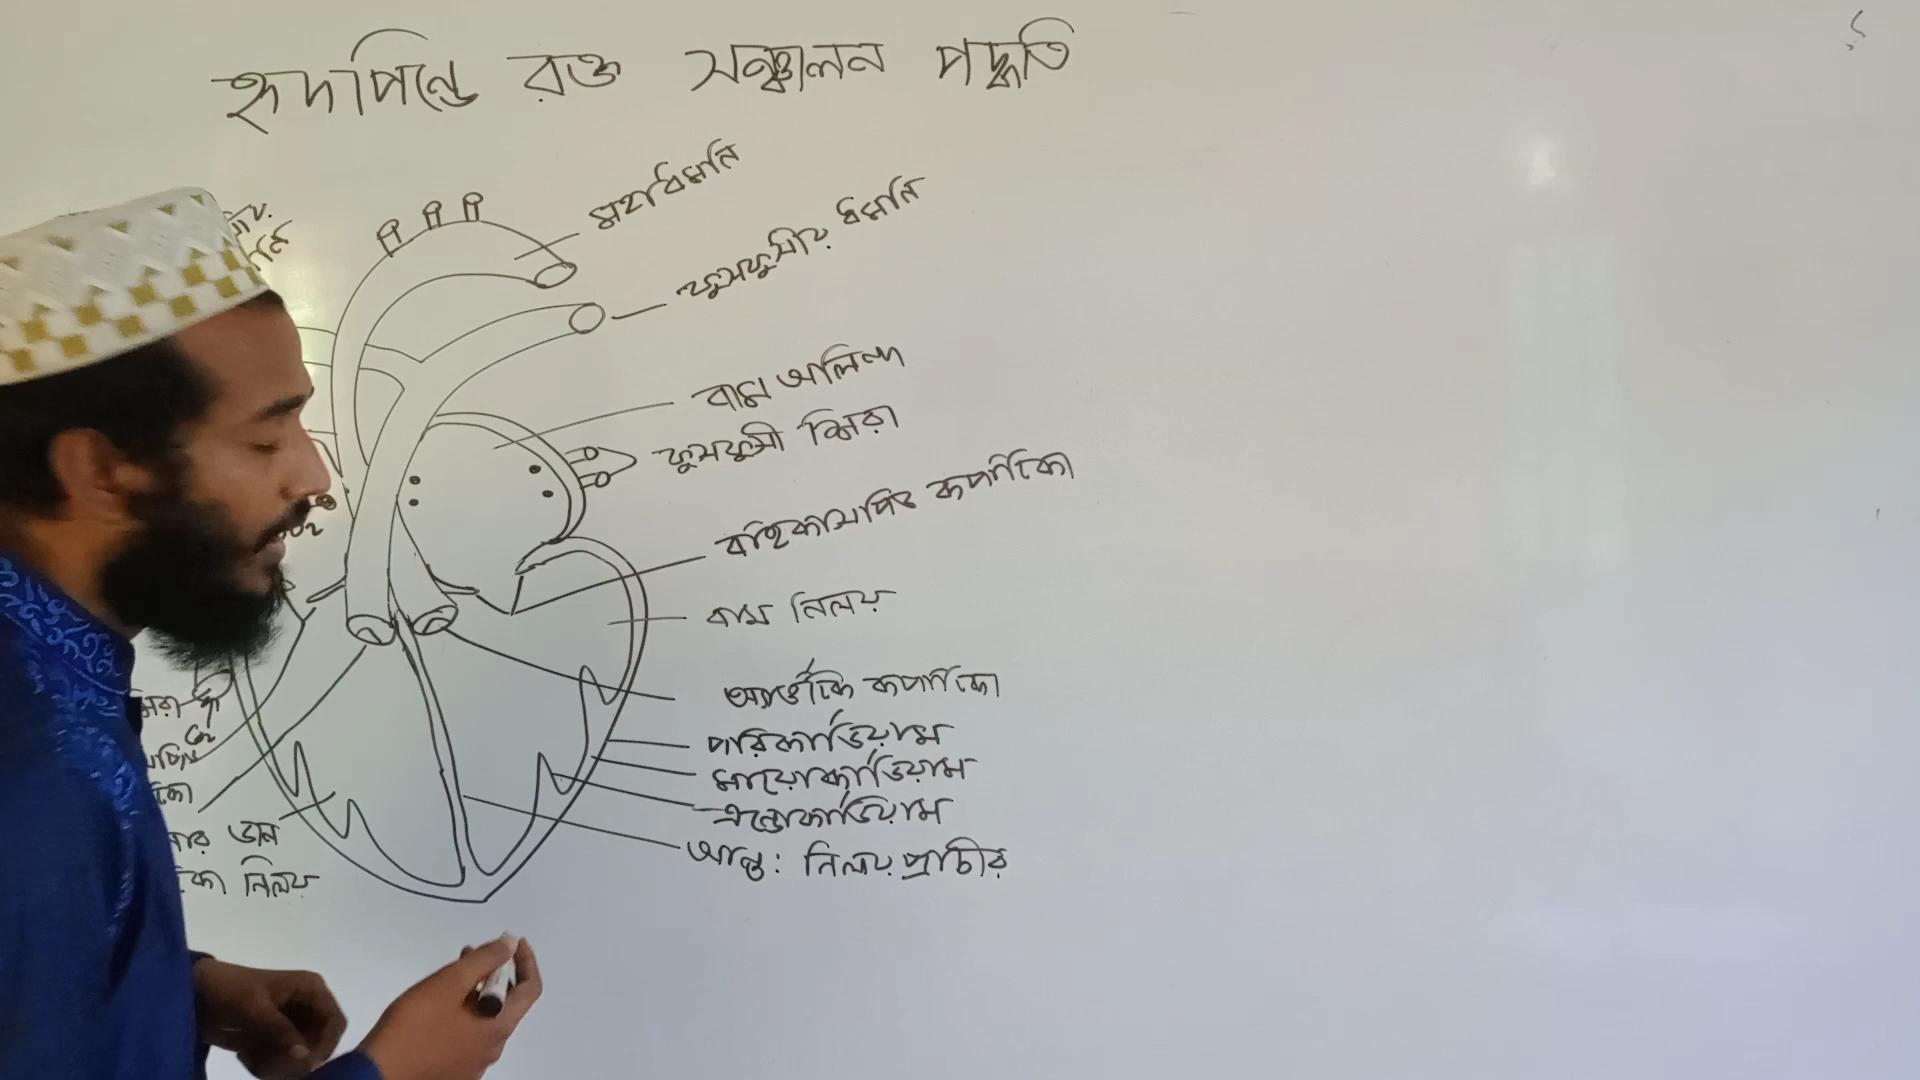 হৃদপিন্ডে রক্ত সঞ্চালন পদ্ধতি
মহাধমনি
ফুসফুসীয় ধমনি
বাম অলিন্দ
ফুসফুসী শিরা
বাইকাসপিড কপাটিকা
বাম নিলয়
অ্যাওর্টিক কপাটিকা
পেরিকার্ডিয়াম
মায়োকার্ডিয়াম
এন্ডোকার্ডিয়াম
আন্ত: নিলয় প্রাচীর
ডান
নিলয়